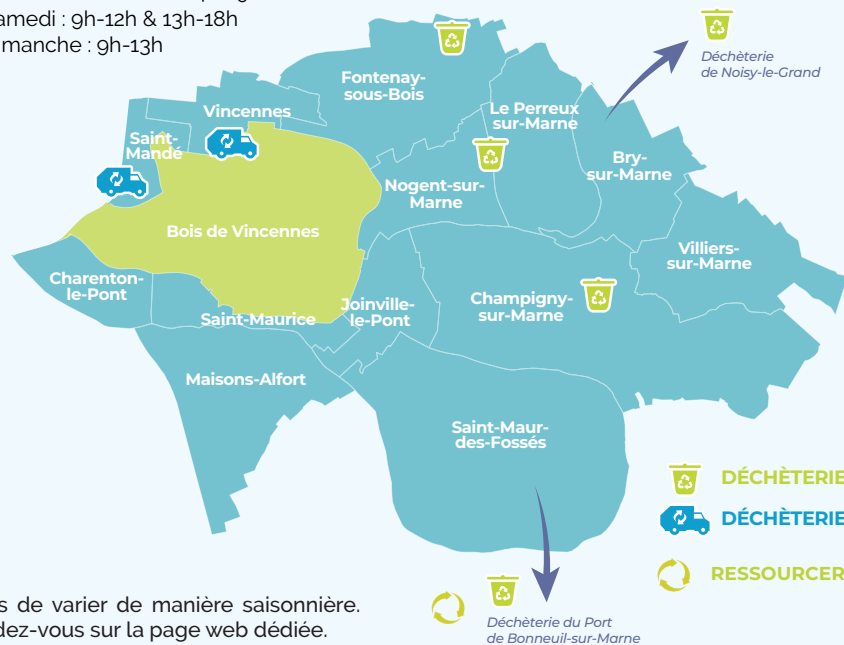 amedi : 9h-12h & 13h-18h
manche : 9h-13h
Déchèterie
de Noisy-le-Grand
Fontenay-
sous-Bois
Vincennes
Le Perreux
sur-Marne
Saint-
Mandé
Bry-
sur-Marne
Nogent-sur-
Marne
Bois de Vincennes
Villiers-
sur-Marne
Charenton-
le-Pont
Joinville-
le-Pont
Champigny-
sur-Marne
Saint-Maurice
Maisons-Alfort
Saint-Maur-
des-Fossés
DÉCHÈTERIE
DÉCHÈTERIE
RESSOURCER
s de varier de manière saisonnière.
dez-vous sur la page web dédiée.
Déchèterie du Port
de Bonneuil-sur-Marne